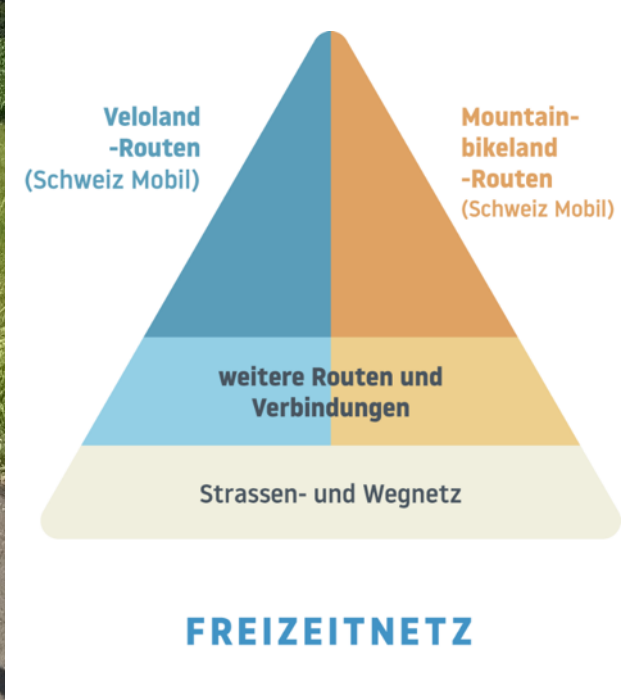 Veloland
-Routen
(Schweiz Mobil)
Mountain-
bikeland
-Routen
(Schweiz Mobil)
weitere Routen und
Verbindungen
Strassen- und Wegnetz
FREIZEITNETZ